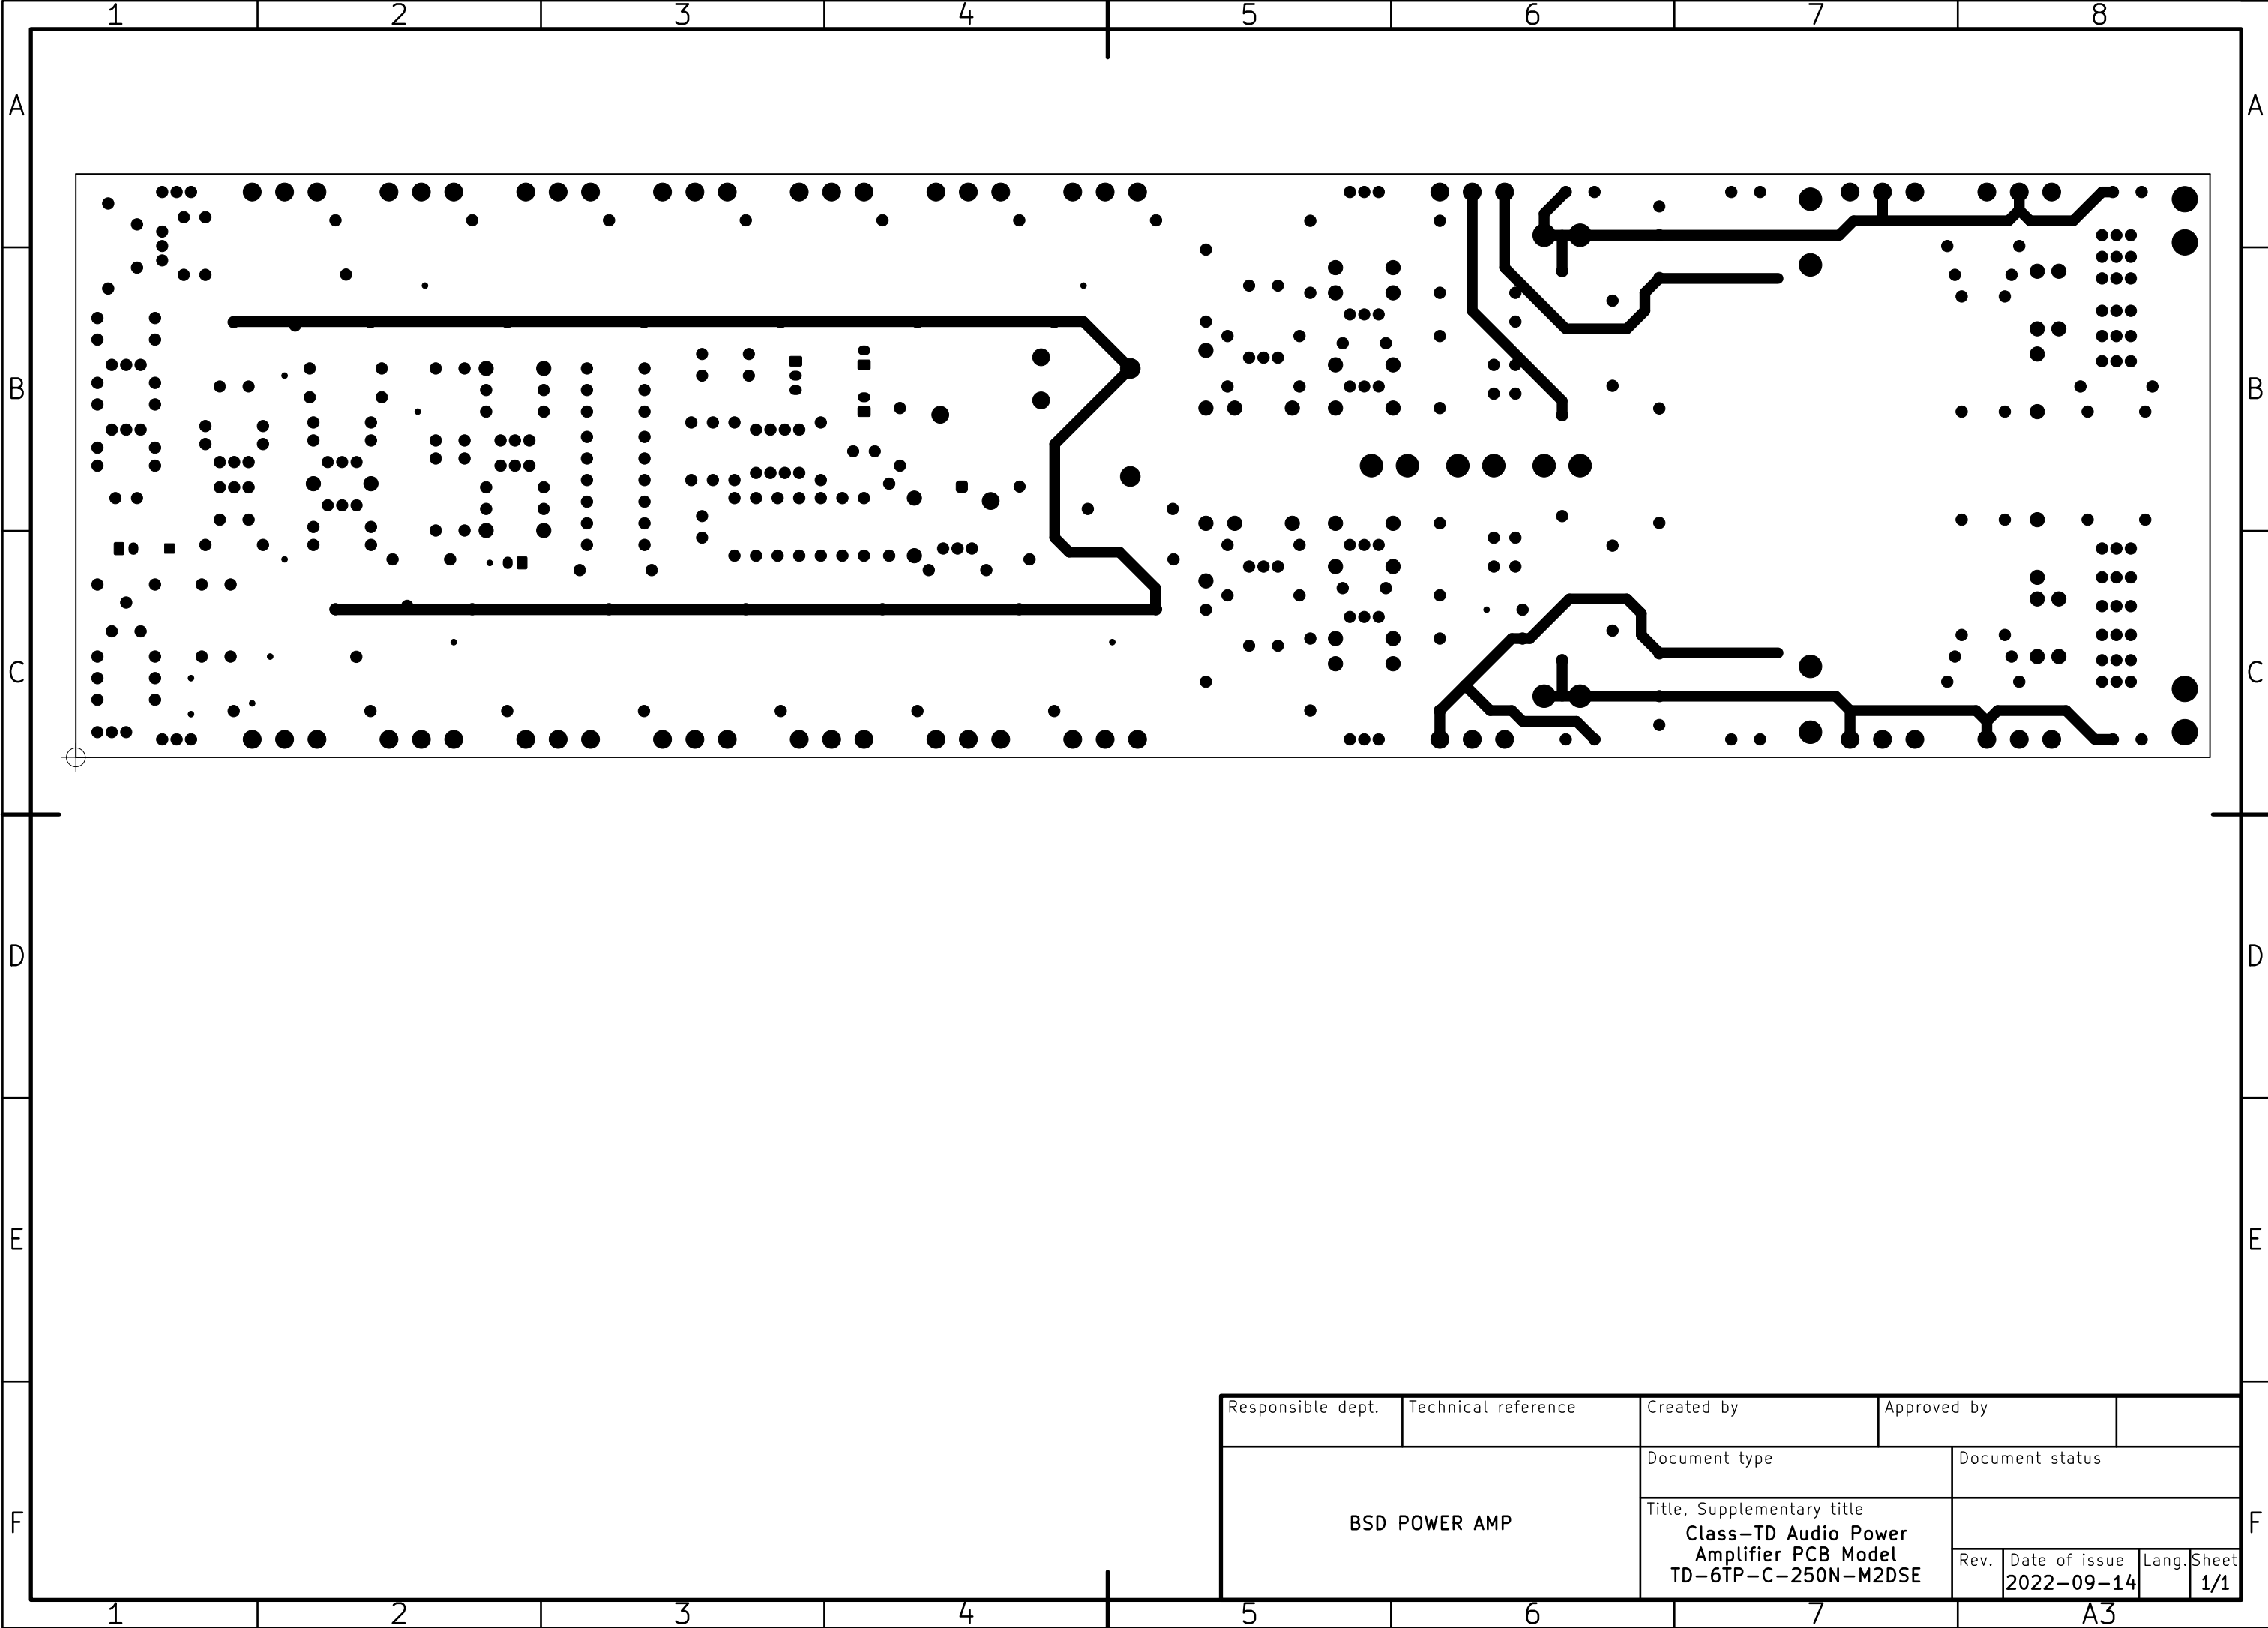 1 2 3 4 5 6 7 8
A A
B B
C C
D D
E E
F F
Responsible dept. Technical reference Created by Approved by
Document type Document status
BSD POWER AMP
Title, Supplementary title
Class-TD Audio Power
Amplifier PCB Model
TD-6TP-C-250N-M2DSE
Rev. Date of issue Lang. Sheet
2022-09-14 1/1
1 2 3 4 5 6 7 A3